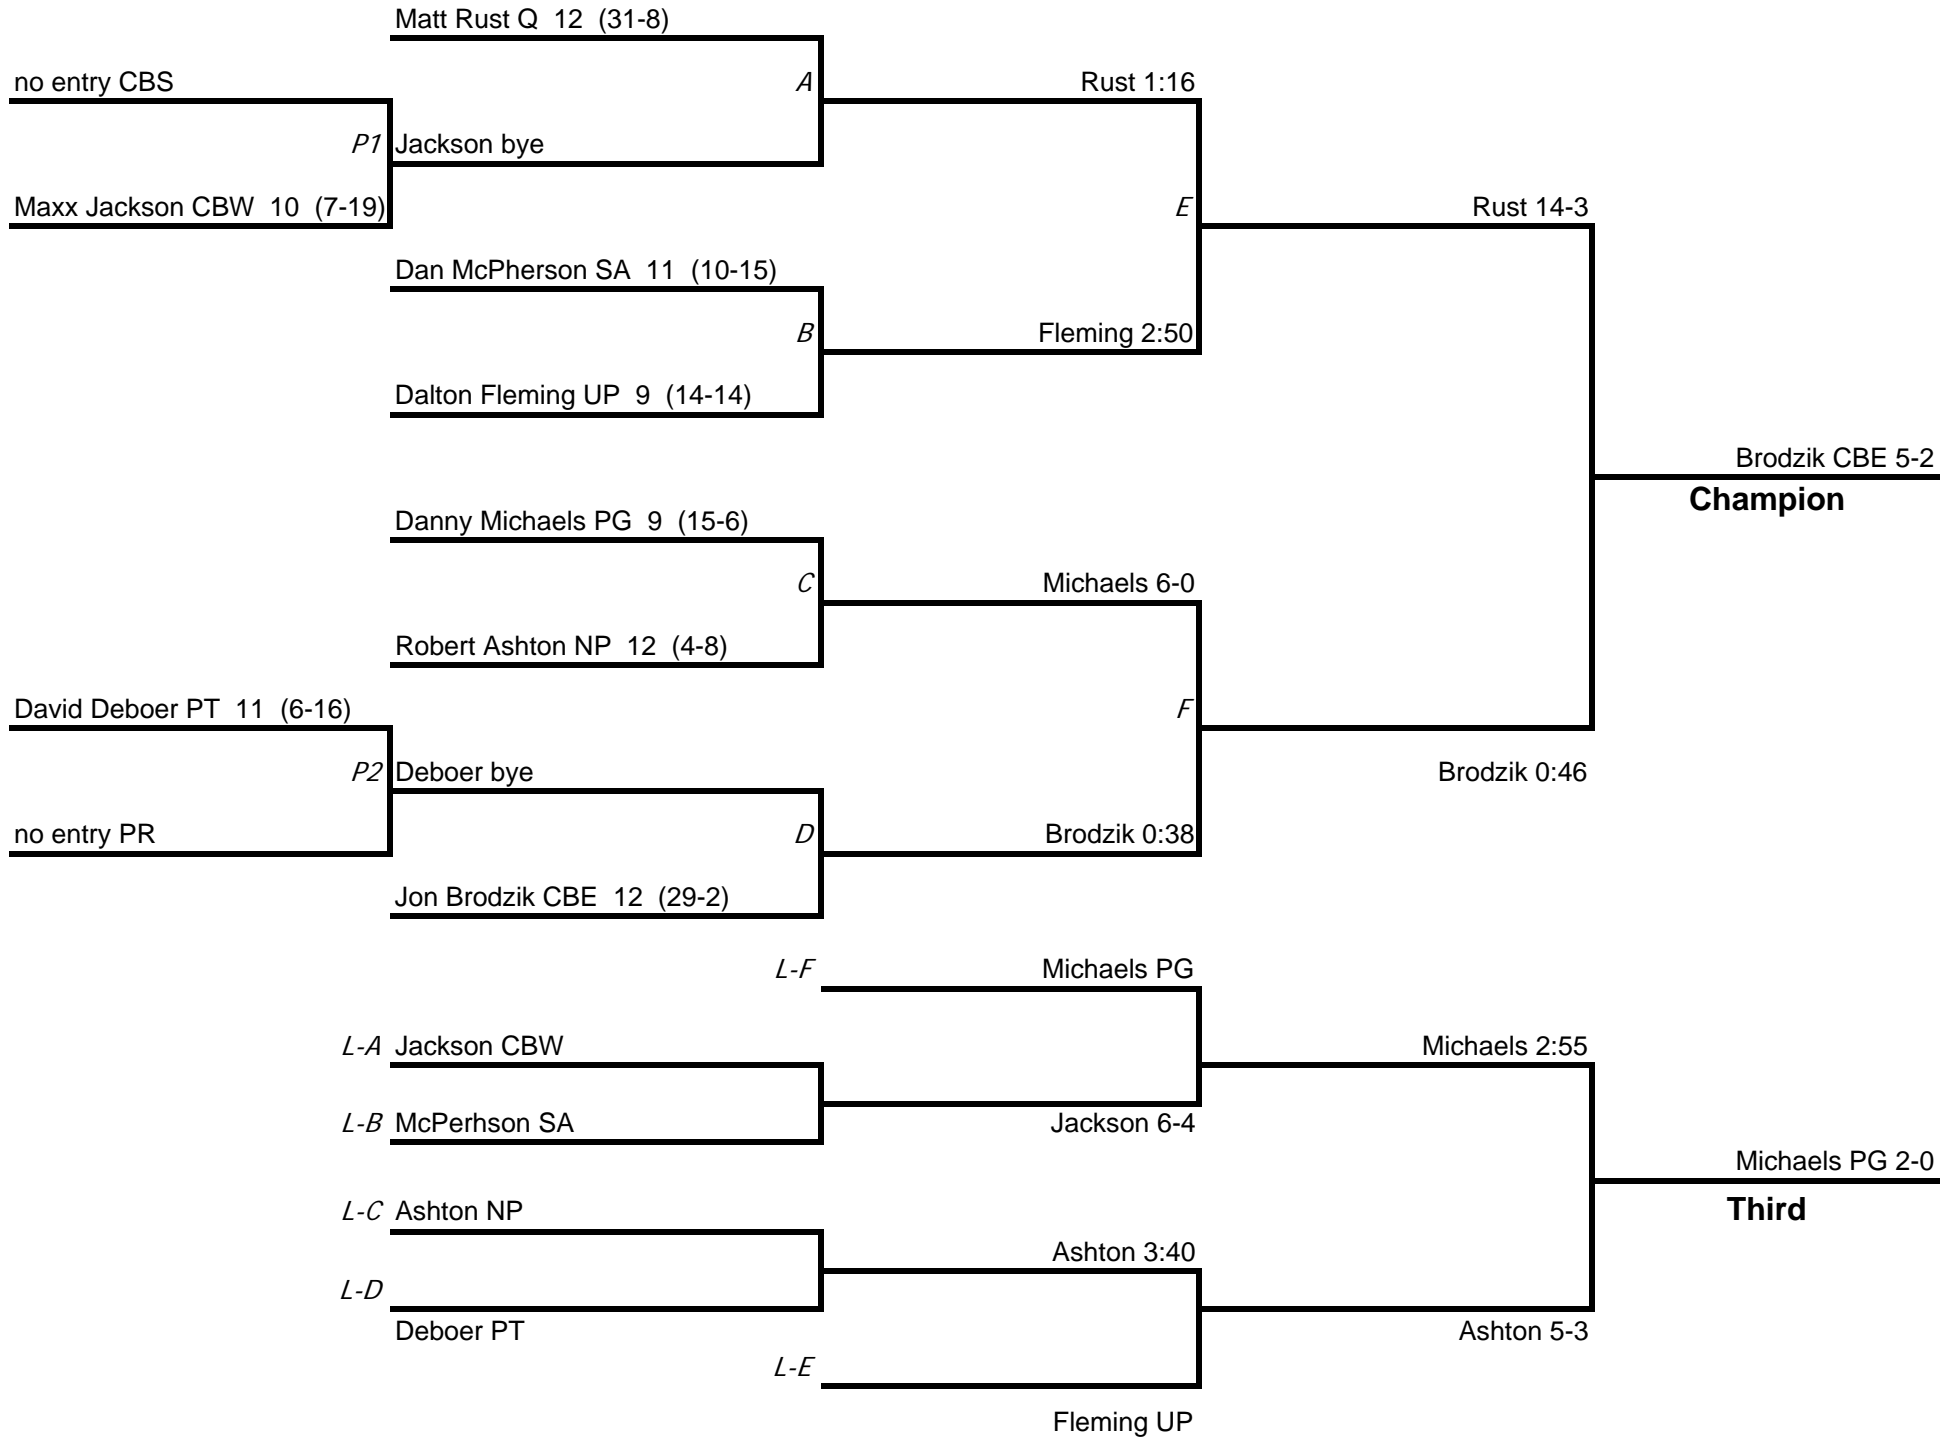 Matt Rust Q 12 (31-8)
no entry CBS
A
Rust 1:16
P1
Jackson bye
Maxx Jackson CBW 10 (7-19)
E
Rust 14-3
Dan McPherson SA 11 (10-15)
B
Fleming 2:50
Dalton Fleming UP 9 (14-14)
Brodzik CBE 5-2
Champion
Danny Michaels PG 9 (15-6)
C
Michaels 6-0
Robert Ashton NP 12 (4-8)
David Deboer PT 11 (6-16)
F
P2
Deboer bye
Brodzik 0:46
no entry PR
D
Brodzik 0:38
Jon Brodzik CBE 12 (29-2)
L-F
Michaels PG
L-A
Jackson CBW
Michaels 2:55
L-B
McPerhson SA
Jackson 6-4
Michaels PG 2-0
Third
L-C
Ashton NP
Ashton 3:40
L-D
Deboer PT
Ashton 5-3
L-E
Fleming UP